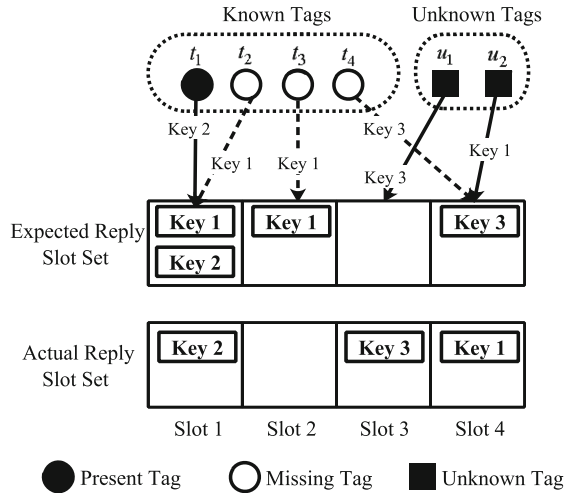 Known Tags Unknown Tags
t1 t2 t3 t4 u1 u2
Key 2 Key 3
Key 1 Key 1 Key 3 Key 1
Expected Reply Slot Set
Key 1 Key 1 Key 3
Key 2
Actual Reply Slot Set
Key 2 Key 3 Key 1
Slot 1 Slot 2 Slot 3 Slot 4
Present Tag Missing Tag Unknown Tag